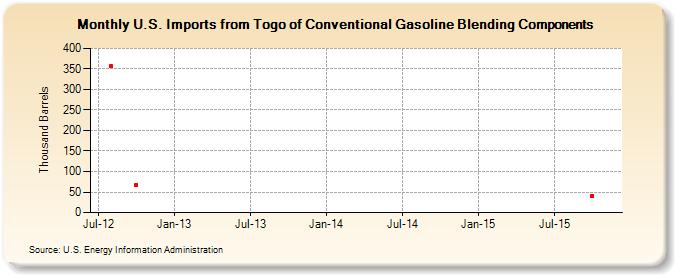 Monthly U.S. Imports from Togo of Conventional Gasoline Blending Components
Thousand Barrels
400
350
300
250
200
150
100
50
0
Jul-12 Jan-13 Jul-13 Jan-14 Jul-14 Jan-15 Jul-15
Source: U.S. Energy Information Administration